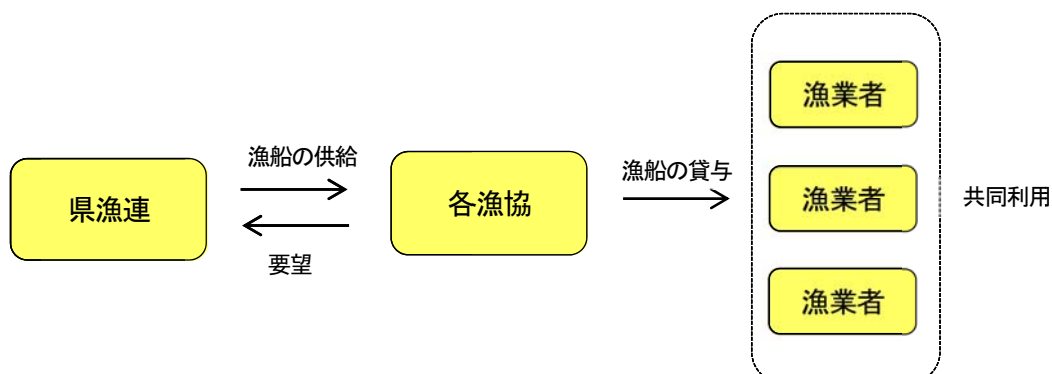 県漁連
漁船の供給
要望
各漁協
漁船の貸与
漁業者
漁業者
漁業者
共同利用